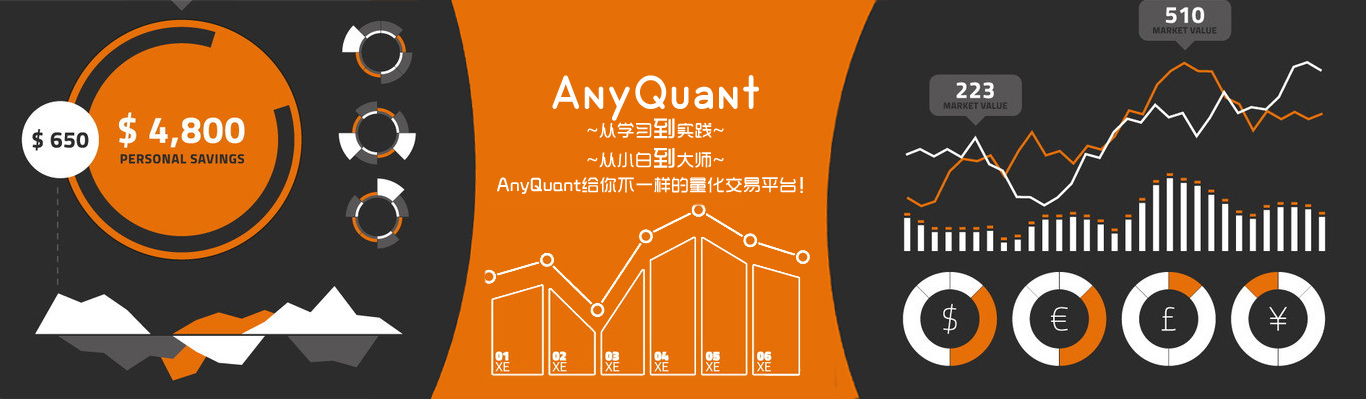 $ 650
$ 4,800
PERSONAL SAVINGS
AnyQuant
~从学习到实践~
~从小白到大师~
AnyQuant给你不一样的量化交易平台!
01
XE
02
XE
03
XE
04
XE
05
XE
06
XE
510
MARKET VALUE
223
MARKET VALUE
$
€
£
¥